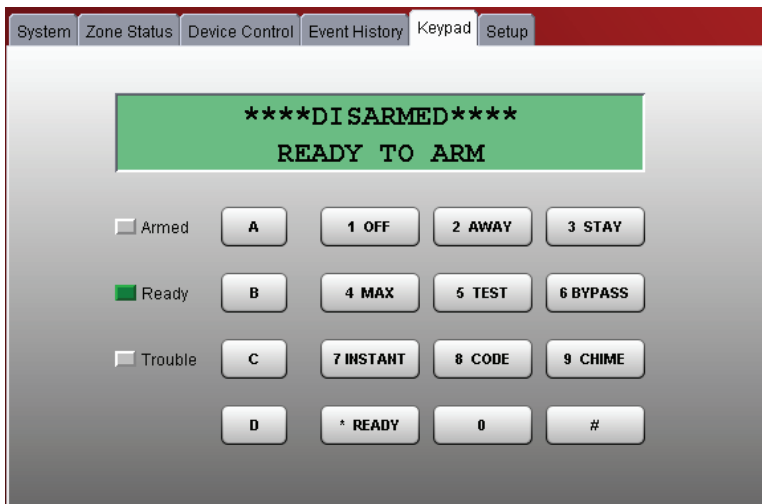 System Zone Status Device Control Event History Keypad Setup
****DISARMED****
READY TO ARM
Armed A 1 OFF 2 AWAY 3 STAY
Ready B 4 MAX 5 TEST 6 BYPASS
Trouble C 7 INSTANT 8 CODE 9 CHIME
D * READY 0 #